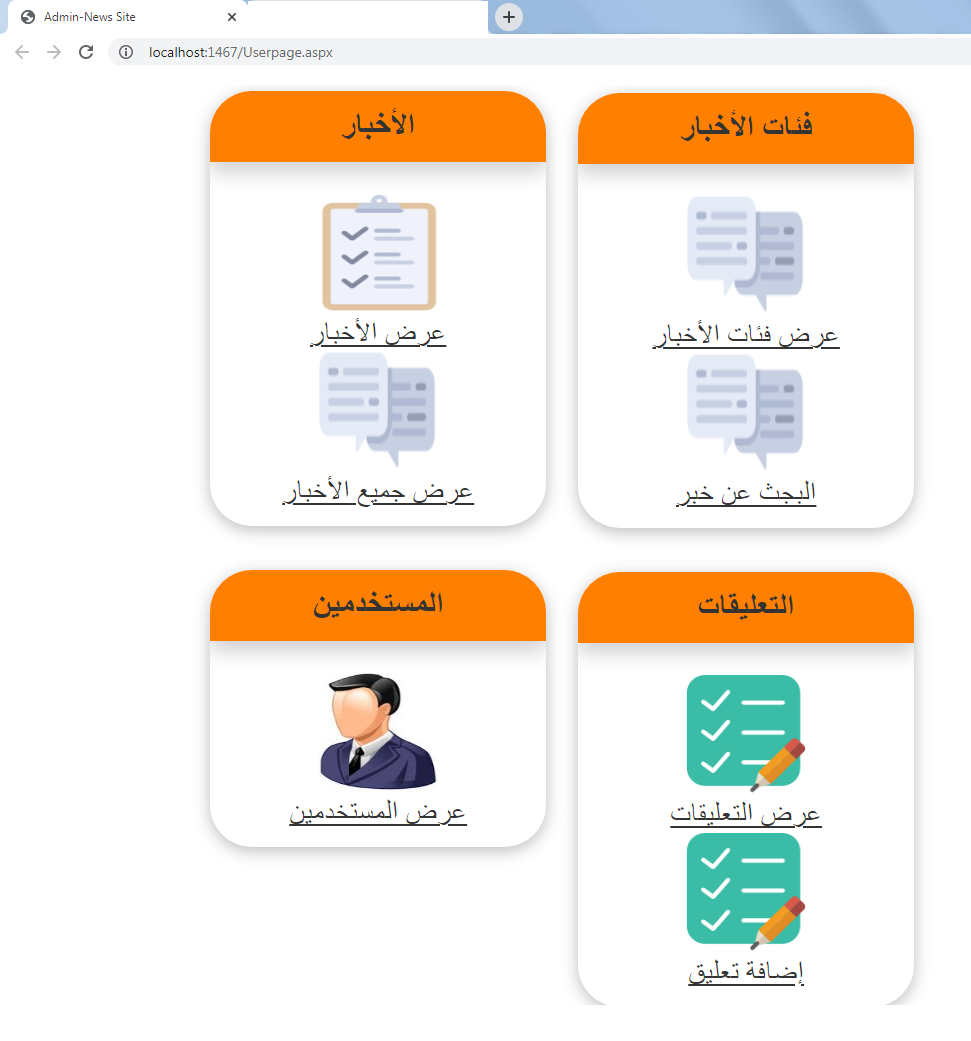 Admin-News Site
localhost:1467/Userpage.aspx
فئات الأخبار
عرض فئات الأخبار
البجث عن خبر
الأخبار
عرض الأخبار
عرض جميع الأخبار
التعليقات
عرض التعليقات
إضافة تعليق
المستخدمين
عرض المستخدمين